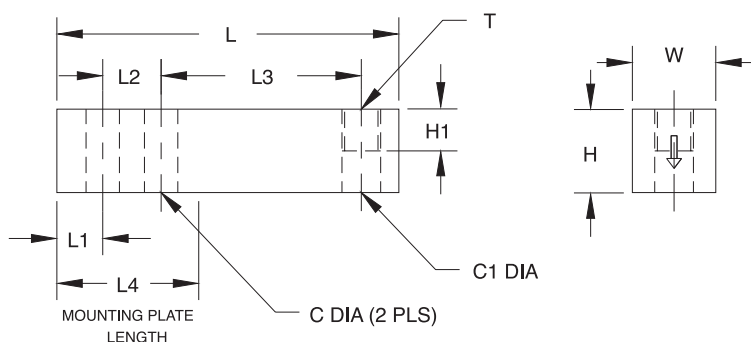 L
T
L2
L3
W
H1
H
L1
L4
C1 DIA
C DIA (2 PLS)
MOUNTING PLATE
LENGTH